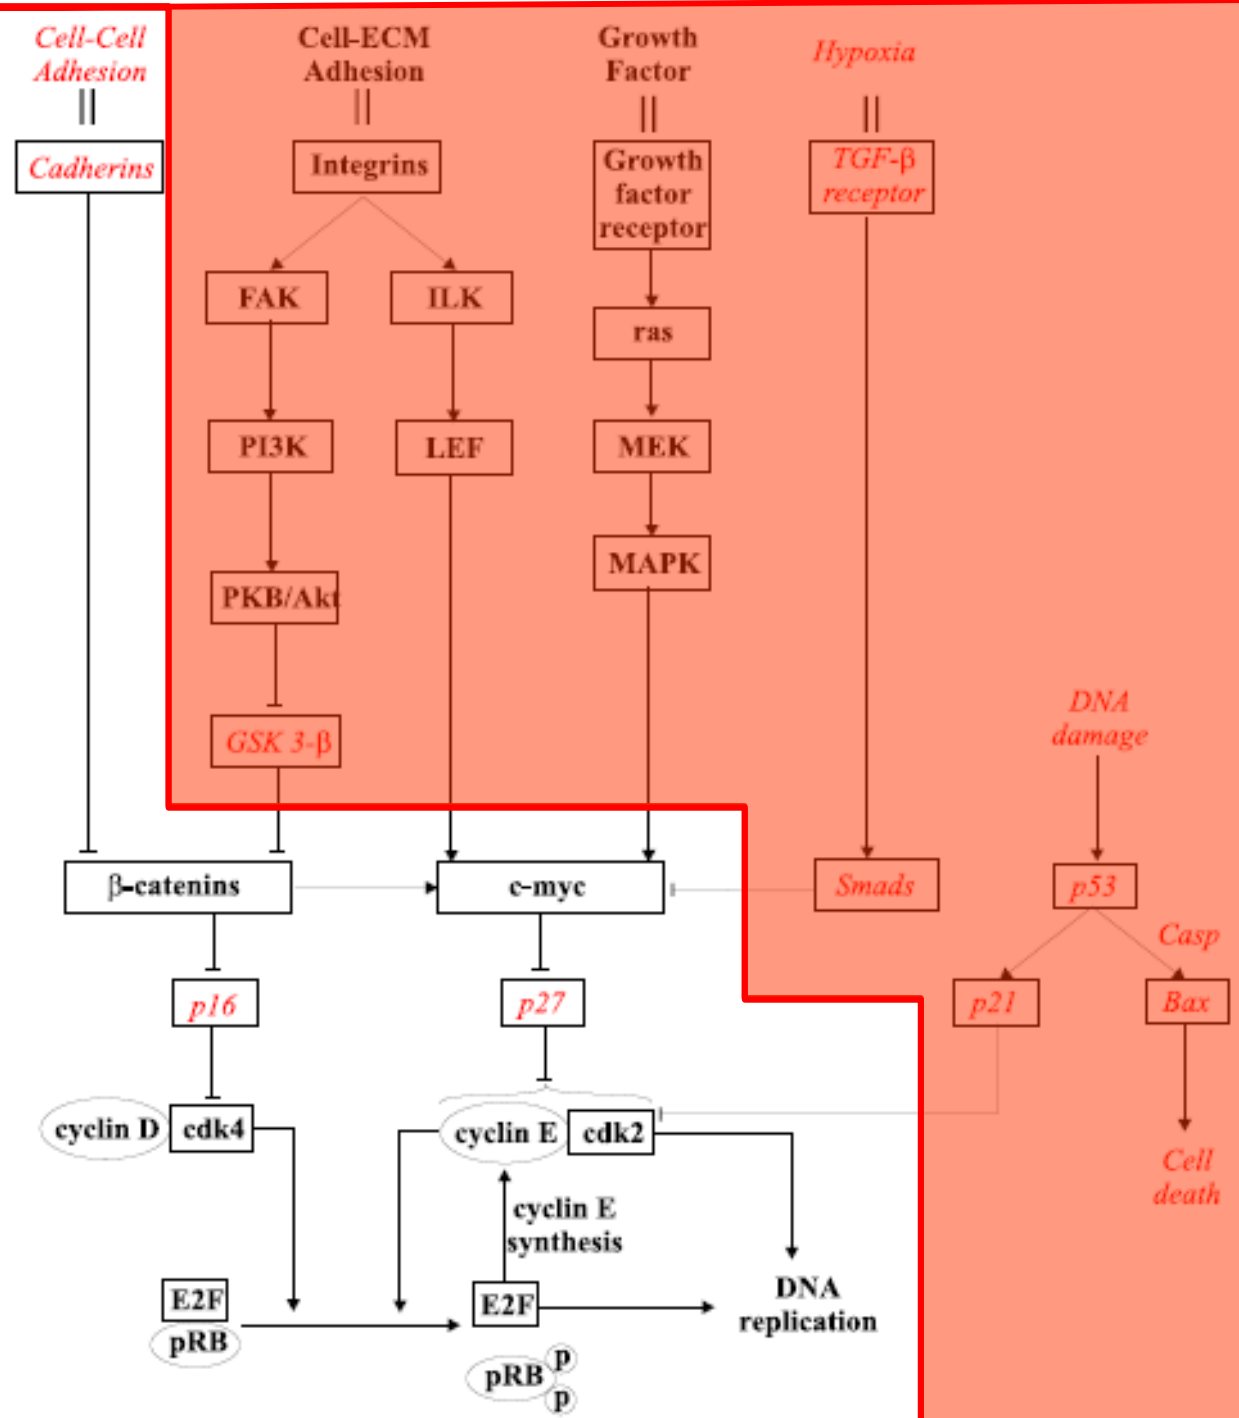 Cell-Cell
Adhesion
Cell-ECM
Adhesion
Growth
Factor
Hypoxia
Cadherins
Integrins
Growth
factor
receptor
TGF-β
receptor
FAK
ILK
ras
PI3K
LEF
MEK
MAPK
PKB/Akt
GSK 3-β
DNA
damage
β-catenins
c-myc
Smads
p53
Casp
p16
p27
p21
Bax
cyclin D
cdk4
cyclin E
cdk2
Cell
death
cyclin E
synthesis
E2F
pRB
E2F
DNA
replication
pRB
p
p